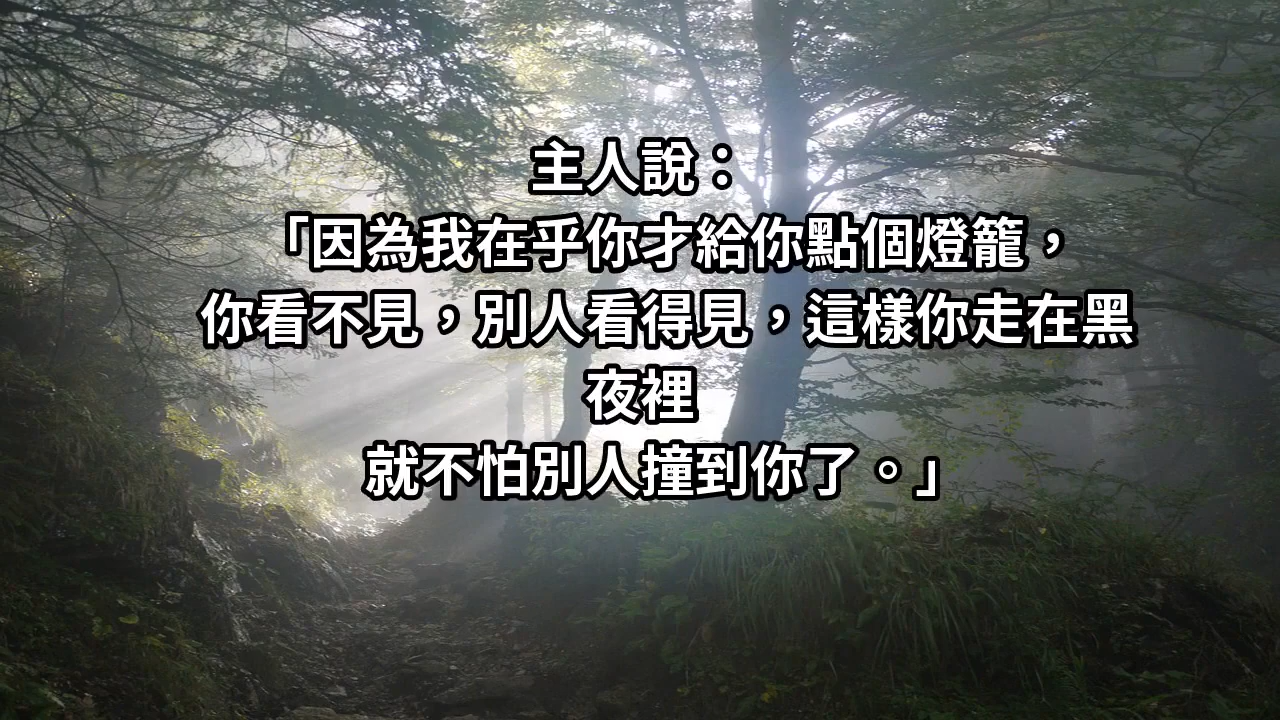 主人說：
「因為我在乎你才給你點個燈籠，
你看不見，別人看得見，這樣你走在黑
夜裡
就不怕別人撞到你了。」